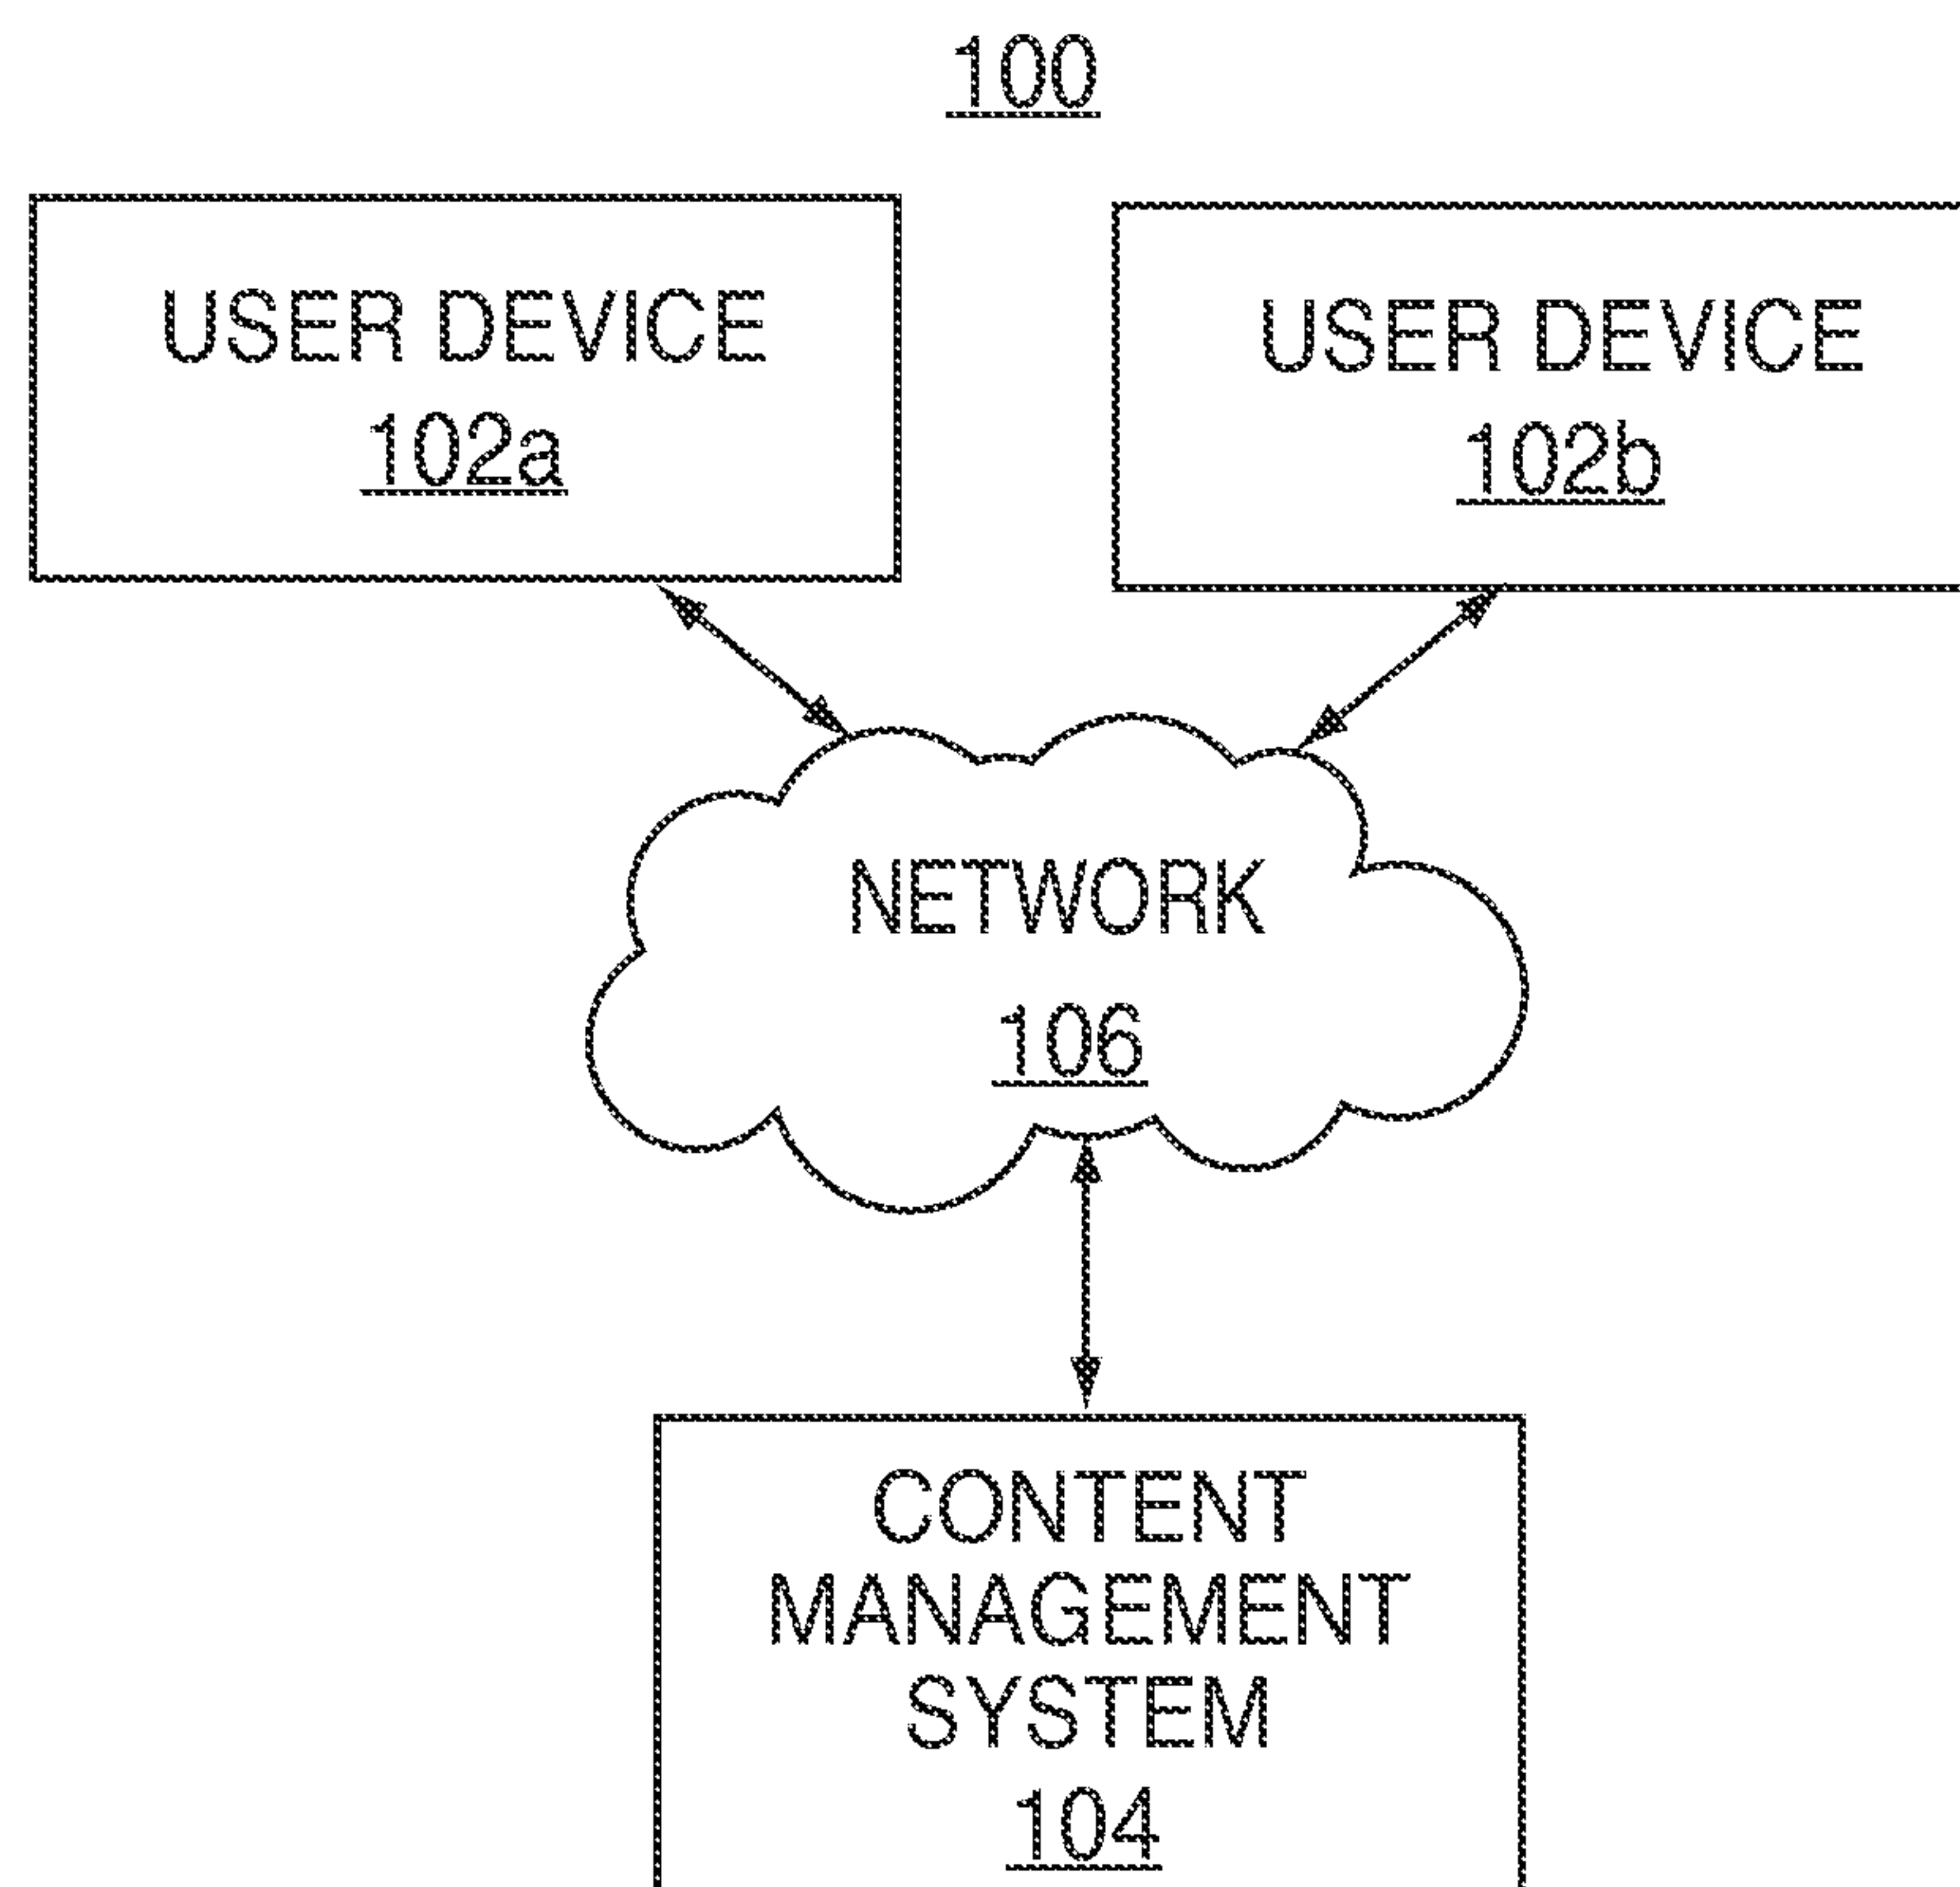 100
USER DEVICE
102a
USER DEVICE
102b
NETWORK
106
CONTENT
MANAGEMENT
SYSTEM
104